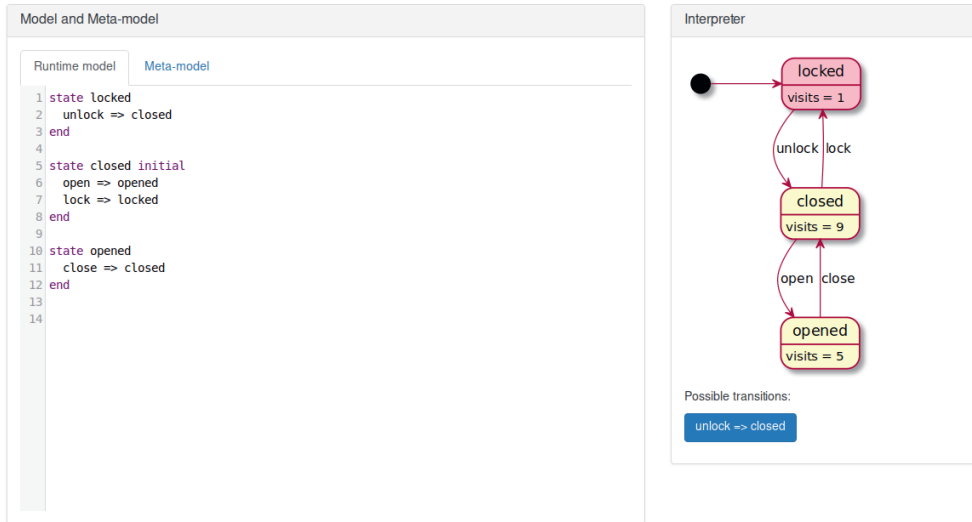 Model and Meta-model
Runtime model
Meta-model
1 state locked
2   unlock => closed
3 end
4
5 state closed initial
6   open => opened
7   lock => locked
8 end
9
10 state opened
11   close => closed
12 end
13
14
Interpreter
locked
visits = 1
unlock lock
closed
visits = 9
open close
opened
visits = 5
Possible transitions:
unlock => closed